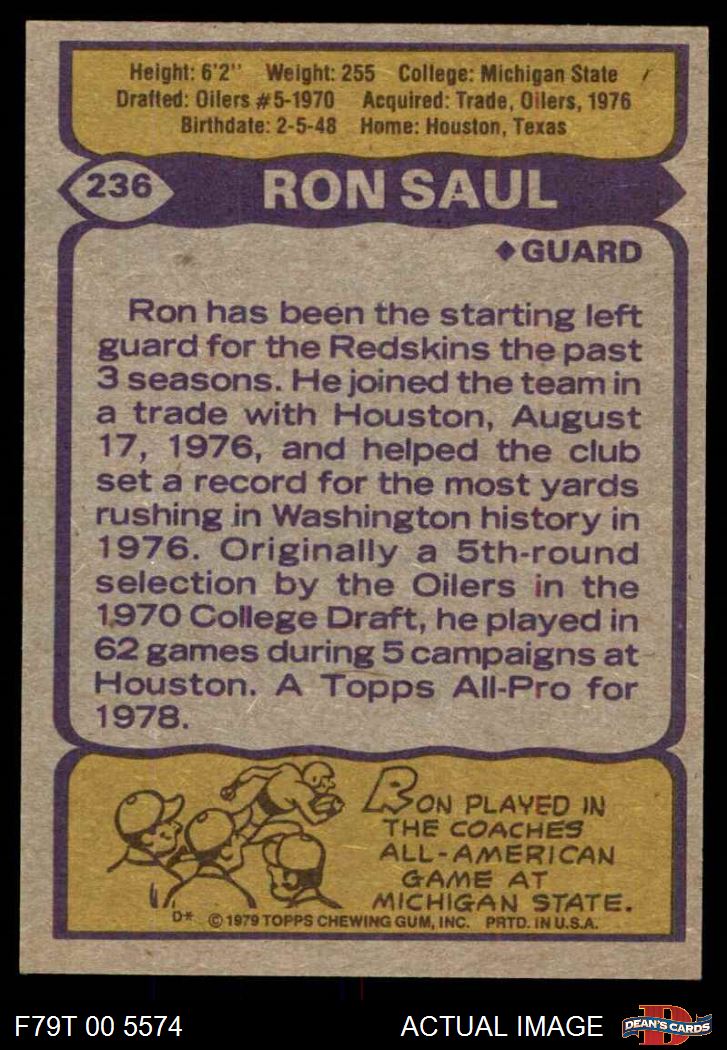 Height: 6'2" Weight: 255 College: Michigan State
Drafted: Oilers #5-1970 Acquired: Trade, Oilers, 1976
Birthdate: 2-5-48 Home: Houston, Texas
236 RON SAUL
◆GUARD
Ron has been the starting left
guard for the Redskins the past
3 seasons. He joined the team in
a trade with Houston, August
17, 1976, and helped the club
set a record for the most yards
rushing in Washington history in
1976. Originally a 5th-round
selection by the Oilers in the
1970 College Draft, he played in
62 games during 5 campaigns at
Houston. A Topps All-Pro for
1978.
RON PLAYED IN
THE COACHES
ALL-AMERICAN
GAME AT
MICHIGAN STATE.
D* © 1979 TOPPS CHEWING GUM, INC. PRTD. IN U.S.A.
F79T 00 5574 ACTUAL IMAGE D DEAN'S CARDS